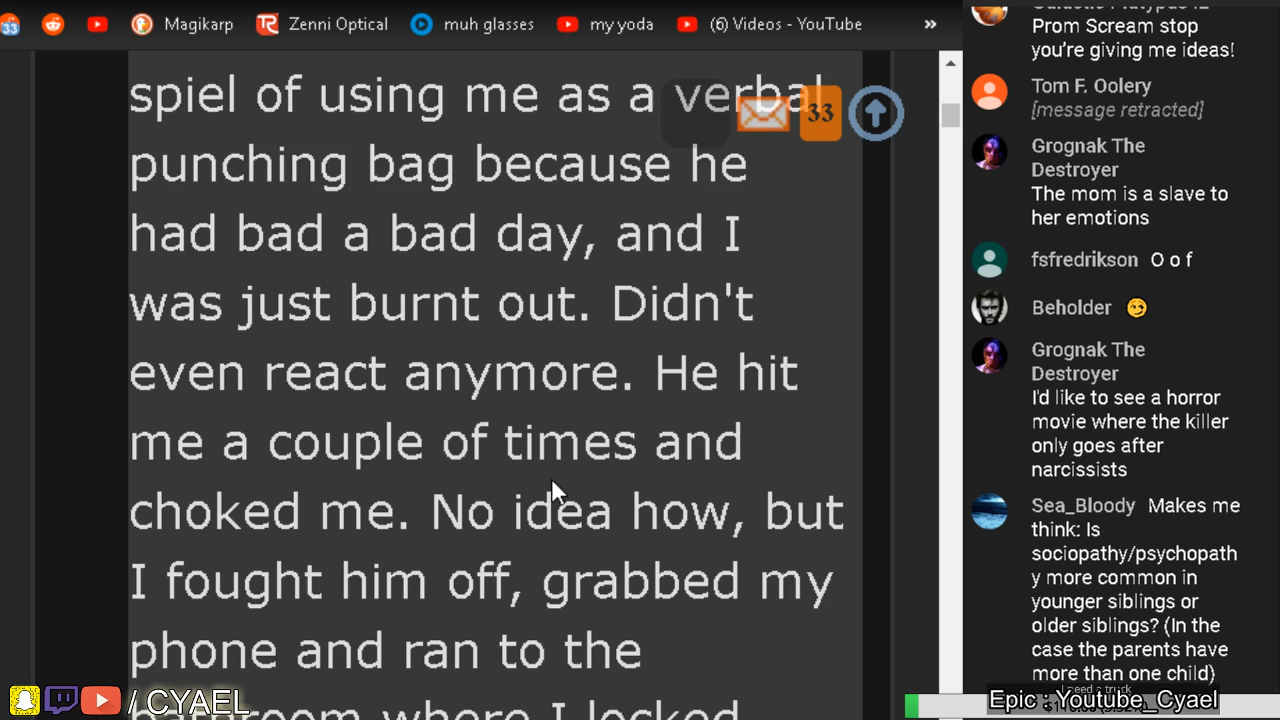 33
Magikarp
Zenni Optical
muh glasses
my yoda
(6) Videos - YouTube
»
spiel of using me as a verbal
33
punching bag because he
had bad a bad day, and I
was just burnt out. Didn't
even react anymore. He hit
me a couple of times and
choked me. No idea how, but
I fought him off, grabbed my
phone and ran to the
bathroom where I locked
/ CYAEL
Prom Scream stop
you're giving me ideas!
Tom F. Oolery
[message retracted]
Grognak The
Destroyer
The mom is a slave to
her emotions
fsfredrikson O o f
Beholder
Grognak The
Destroyer
I'd like to see a horror
movie where the killer
only goes after
narcissists
Sea_Bloody Makes me
think: Is
sociopathy/psychopath
y more common in
younger siblings or
older siblings? (In the
case the parents have
more than one child)
I need a truck
Epic : Youtube_Cyael